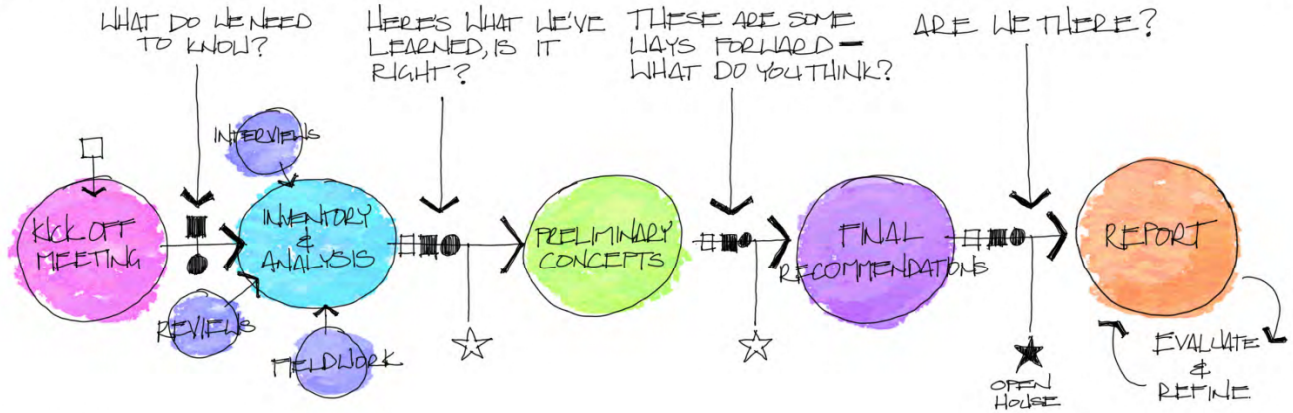 WHAT DO WE NEED
TO KNOW?
HERE'S WHAT WE'VE
LEARNED, IS IT
RIGHT?
THESE ARE SOME
WAYS FORWARD –
WHAT DO YOU THINK?
ARE WE THERE?
INTERVIEWS
KICK OFF
MEETING
INVENTORY
&
ANALYSIS
PRELIMINARY
CONCEPTS
FINAL
RECOMMENDATIONS
REPORT
REVIEWS
FIELDWORK
OPEN
HOUSE
EVALUATE
&
REFINE